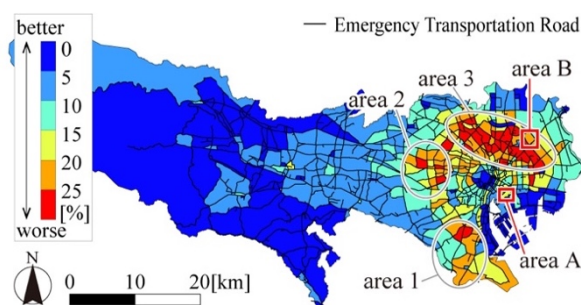 better
0
5
10
15
20
25
[%]
worse
Emergency Transportation Road
area B
area 3
area 2
area A
area 1
N
0 10 20[km]